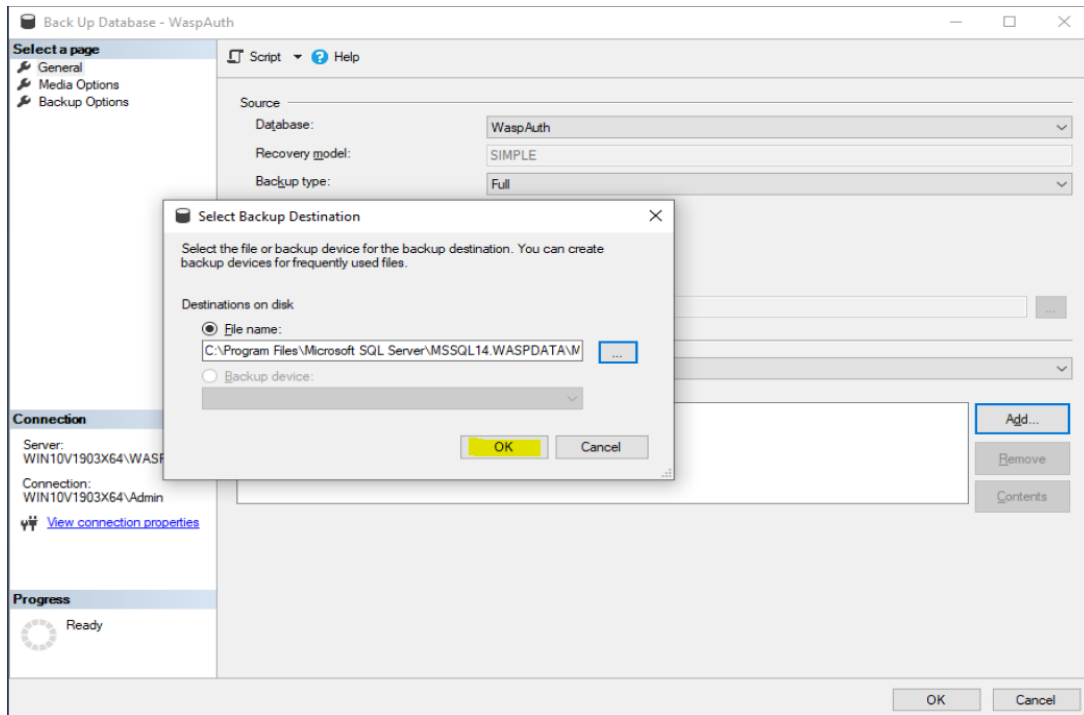 Back Up Database - WaspAuth
Select a page
General
Media Options
Backup Options
Script
Help
Source
Database:
WaspAuth
Recovery model:
SIMPLE
Backup type:
Full
Select Backup Destination
Select the file or backup device for the backup destination. You can create
backup devices for frequently used files.
Destinations on disk
File name:
C:\Program Files\Microsoft SQL Server\MSSQL14.WASPDATA\M
...
Backup device:
OK
Cancel
...
Add...
Remove
Contents
Connection
Server:
WIN10V1903X64\WASP
Connection:
WIN10V1903X64\Admin
View connection properties
Progress
Ready
OK
Cancel